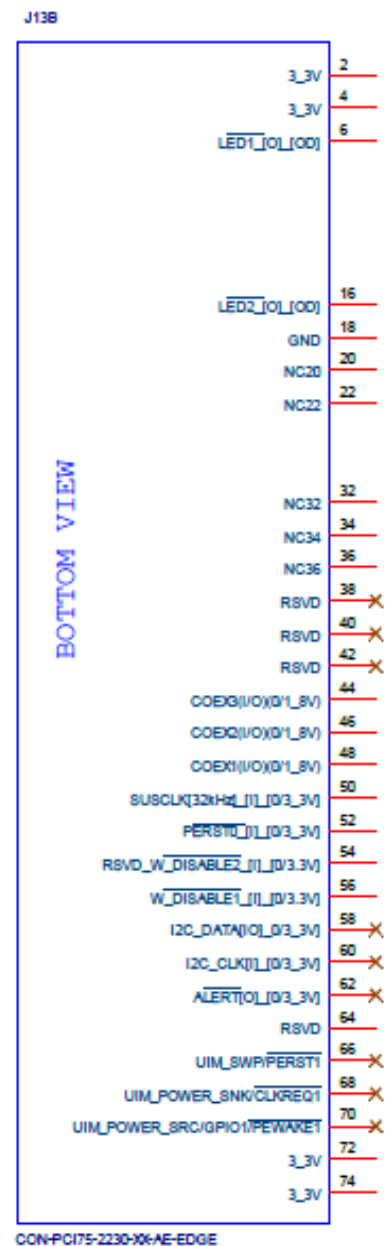 J13B
3_3V 2
3_3V 4
LED1_[O]_[OD] 6
LED2_[O]_[OD] 16
GND 18
NC20 20
NC22 22
NC32 32
NC34 34
NC36 36
RSVD 38
RSVD 40
RSVD 42
COEX3(I/O)(0/1_8V) 44
COEX2(I/O)(0/1_8V) 46
COEX1(I/O)(0/1_8V) 48
SUSCLK[32kHz]_[I]_[0/3_3V] 50
PERST0_[I]_[0/3_3V] 52
RSVD_W_DISABLE2_[I]_[0/3.3V] 54
W_DISABLE1_[I]_[0/3.3V] 56
I2C_DATA[IO]_0/3_3V] 58
I2C_CLK[I]_[0/3_3V] 60
ALERT[O]_[0/3_3V] 62
RSVD 64
UIM_SWP/PERST1 66
UIM_POWER_SNK/CLKREQ1 68
UIM_POWER_SRC/GPIO1/PEWAKE1 70
3_3V 72
3_3V 74
BOTTOM VIEW
CON-PCI75-2230-XX-AE-EDGE